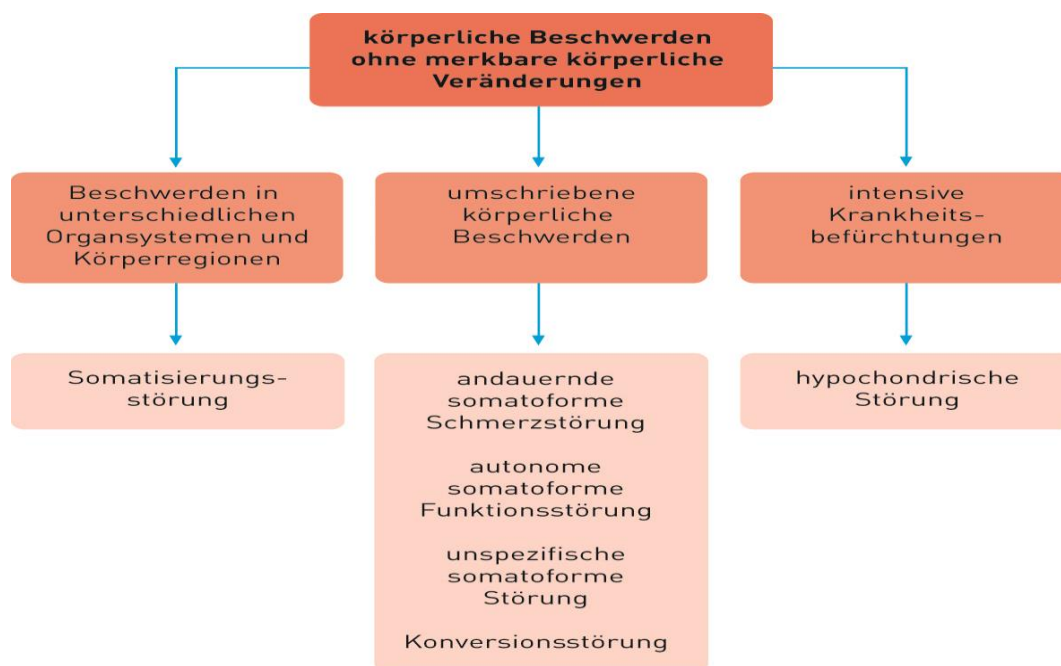 körperliche Beschwerden
ohne merkbare körperliche
Veränderungen
Beschwerden in
unterschiedlichen
Organsystemen und
Körperregionen
umschriebene
körperliche
Beschwerden
intensive
Krankheits-
befürchtungen
Somatisierungs-
störung
andauernde
somatoforme
Schmerzstörung
autonome
somatoforme
Funktionsstörung
unspezifische
somatoforme
Störung
Konversionsstörung
hypochondrische
Störung